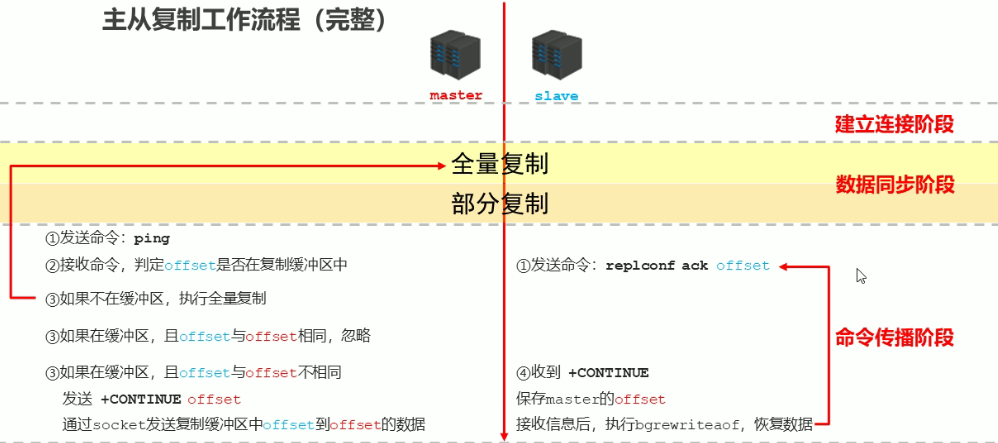 主从复制工作流程（完整）
master
slave
建立连接阶段
全量复制
数据同步阶段
部分复制
①发送命令：ping
②接收命令，判定offset是否在复制缓冲区中
①发送命令：replconf ack offset
③如果不在缓冲区，执行全量复制
③如果在缓冲区，且offset与offset相同，忽略
命令传播阶段
③如果在缓冲区，且offset与offset不相同
发送 +CONTINUE offset
通过socket发送复制缓冲区中offset到offset的数据
④收到 +CONTINUE
保存master的offset
接收信息后，执行bgrewriteaof，恢复数据